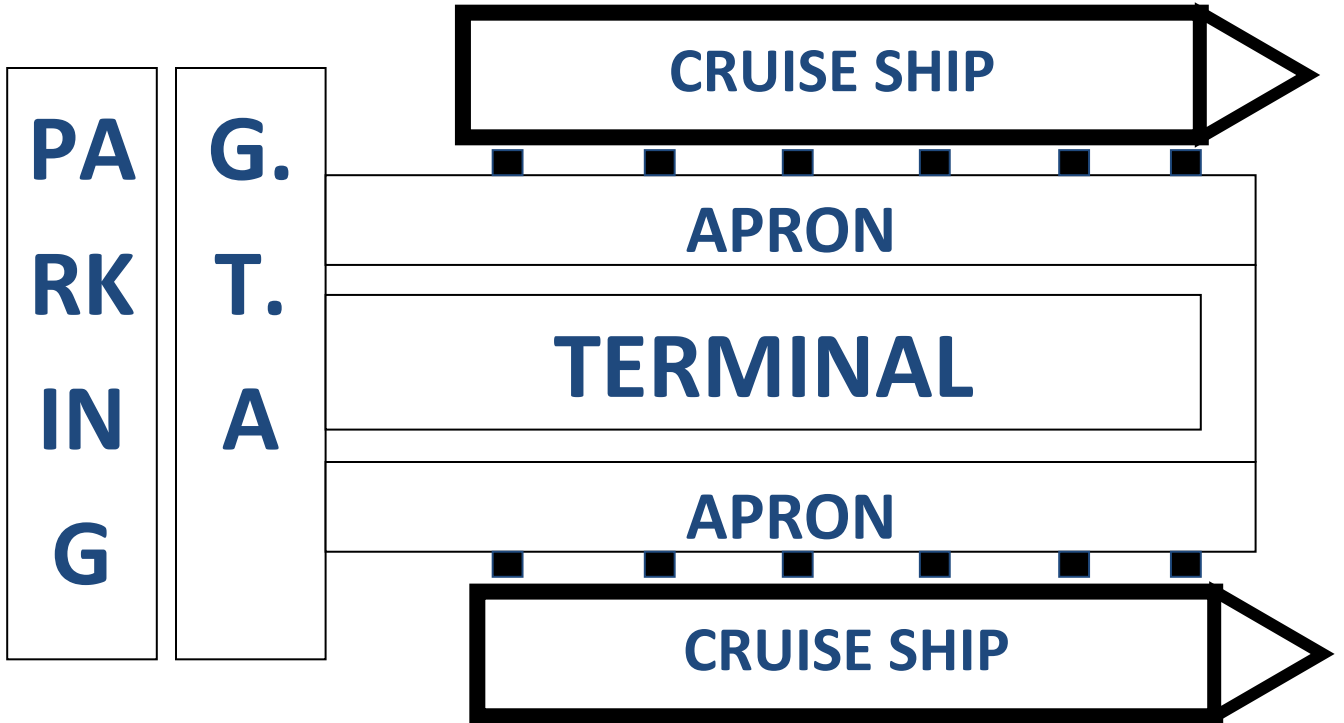 PA
RK
IN
G
G.
T.
A
CRUISE SHIP
APRON
TERMINAL
APRON
CRUISE SHIP